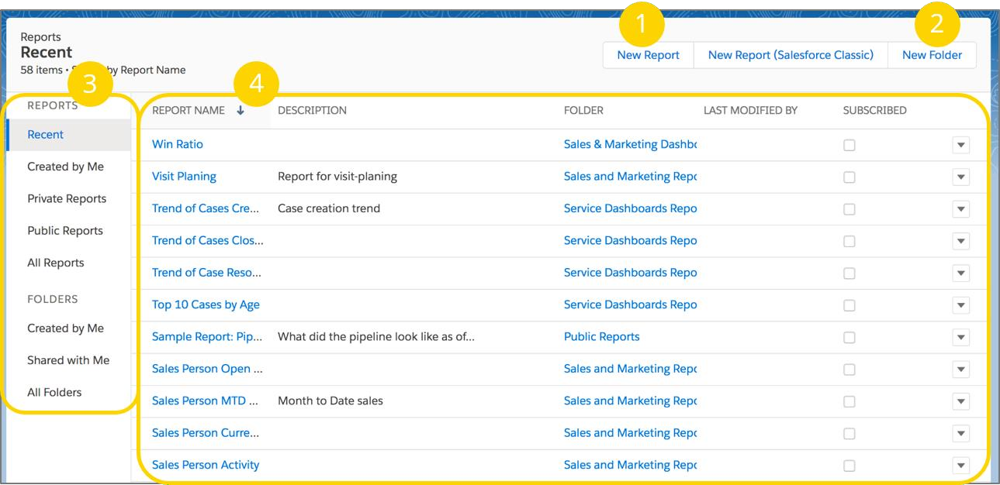 1
2
Reports
Recent
New Report
New Report (Salesforce Classic)
New Folder
58 items • by Report Name
3
4
REPORTS
Recent
Created by Me
Private Reports
Public Reports
All Reports
FOLDERS
Created by Me
Shared with Me
All Folders
REPORT NAME DESCRIPTION FOLDER LAST MODIFIED BY SUBSCRIBED
Win Ratio Sales & Marketing Dashbo
Visit Planing Report for visit-planing Sales and Marketing Repo
Trend of Cases Cre... Case creation trend Service Dashboards Repo
Trend of Cases Clos... Service Dashboards Repo
Trend of Case Reso... Service Dashboards Repo
Top 10 Cases by Age Service Dashboards Repo
Sample Report: Pip... What did the pipeline look like as of... Public Reports
Sales Person Open ... Sales and Marketing Repo
Sales Person MTD ... Month to Date sales Sales and Marketing Repo
Sales Person Curre... Sales and Marketing Repo
Sales Person Activity Sales and Marketing Repo